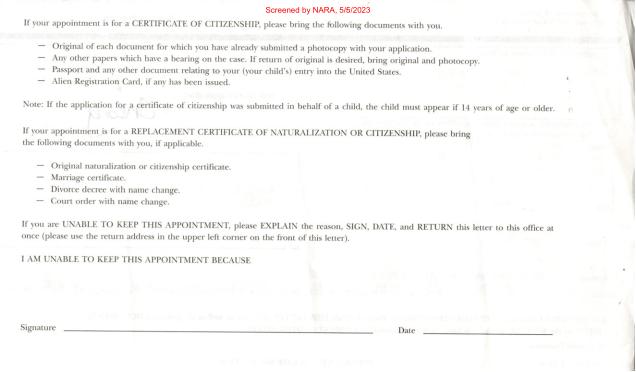 Screened by NARA, 5/5/2023
If your appointment is for a CERTIFICATE OF CITIZENSHIP, please bring the following documents with you.
— Original of each document for which you have already submitted a photocopy with your application.
— Any other papers which have a bearing on the case. If return of original is desired, bring original and photocopy.
— Passport and any other document relating to your (your child's) entry into the United States.
— Alien Registration Card, if any has been issued.
Note: If the application for a certificate of citizenship was submitted in behalf of a child, the child must appear if 14 years of age or older.
If your appointment is for a REPLACEMENT CERTIFICATE OF NATURALIZATION OR CITIZENSHIP, please bring
the following documents with you, if applicable.
— Original naturalization or citizenship certificate.
— Marriage certificate.
— Divorce decree with name change.
— Court order with name change.
If you are UNABLE TO KEEP THIS APPOINTMENT, please EXPLAIN the reason, SIGN, DATE, and RETURN this letter to this office at
once (please use the return address in the upper left corner on the front of this letter).
I AM UNABLE TO KEEP THIS APPOINTMENT BECAUSE
Signature Date